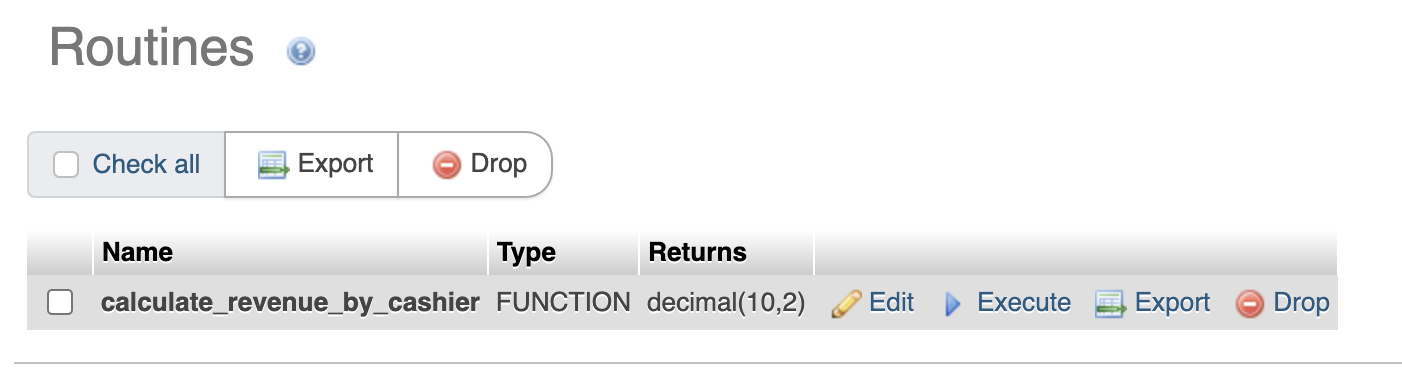 Routines
Check all Export Drop
Name Type Returns
calculate_revenue_by_cashier FUNCTION decimal(10,2) Edit Execute Export Drop